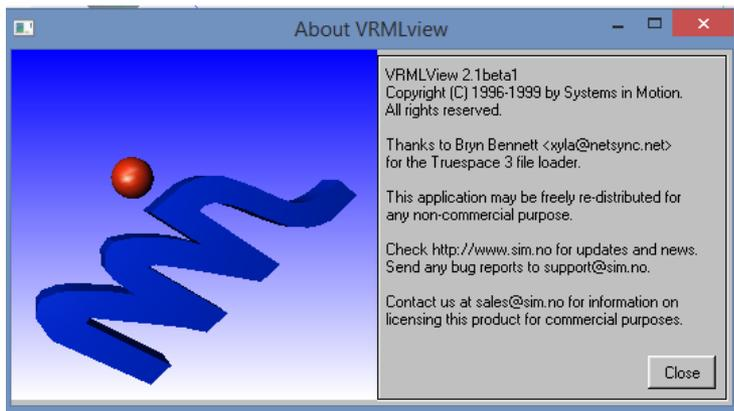 About VRMLview
VRMLView 2.1beta1
Copyright (C) 1996-1999 by Systems in Motion.
All rights reserved.
Thanks to Bryn Bennett <xyla@netsync.net>
for the Truespace 3 file loader.
This application may be freely re-distributed for
any non-commercial purpose.
Check http://www.sim.no for updates and news.
Send any bug reports to support@sim.no.
Contact us at sales@sim.no for information on
licensing this product for commercial purposes.
Close